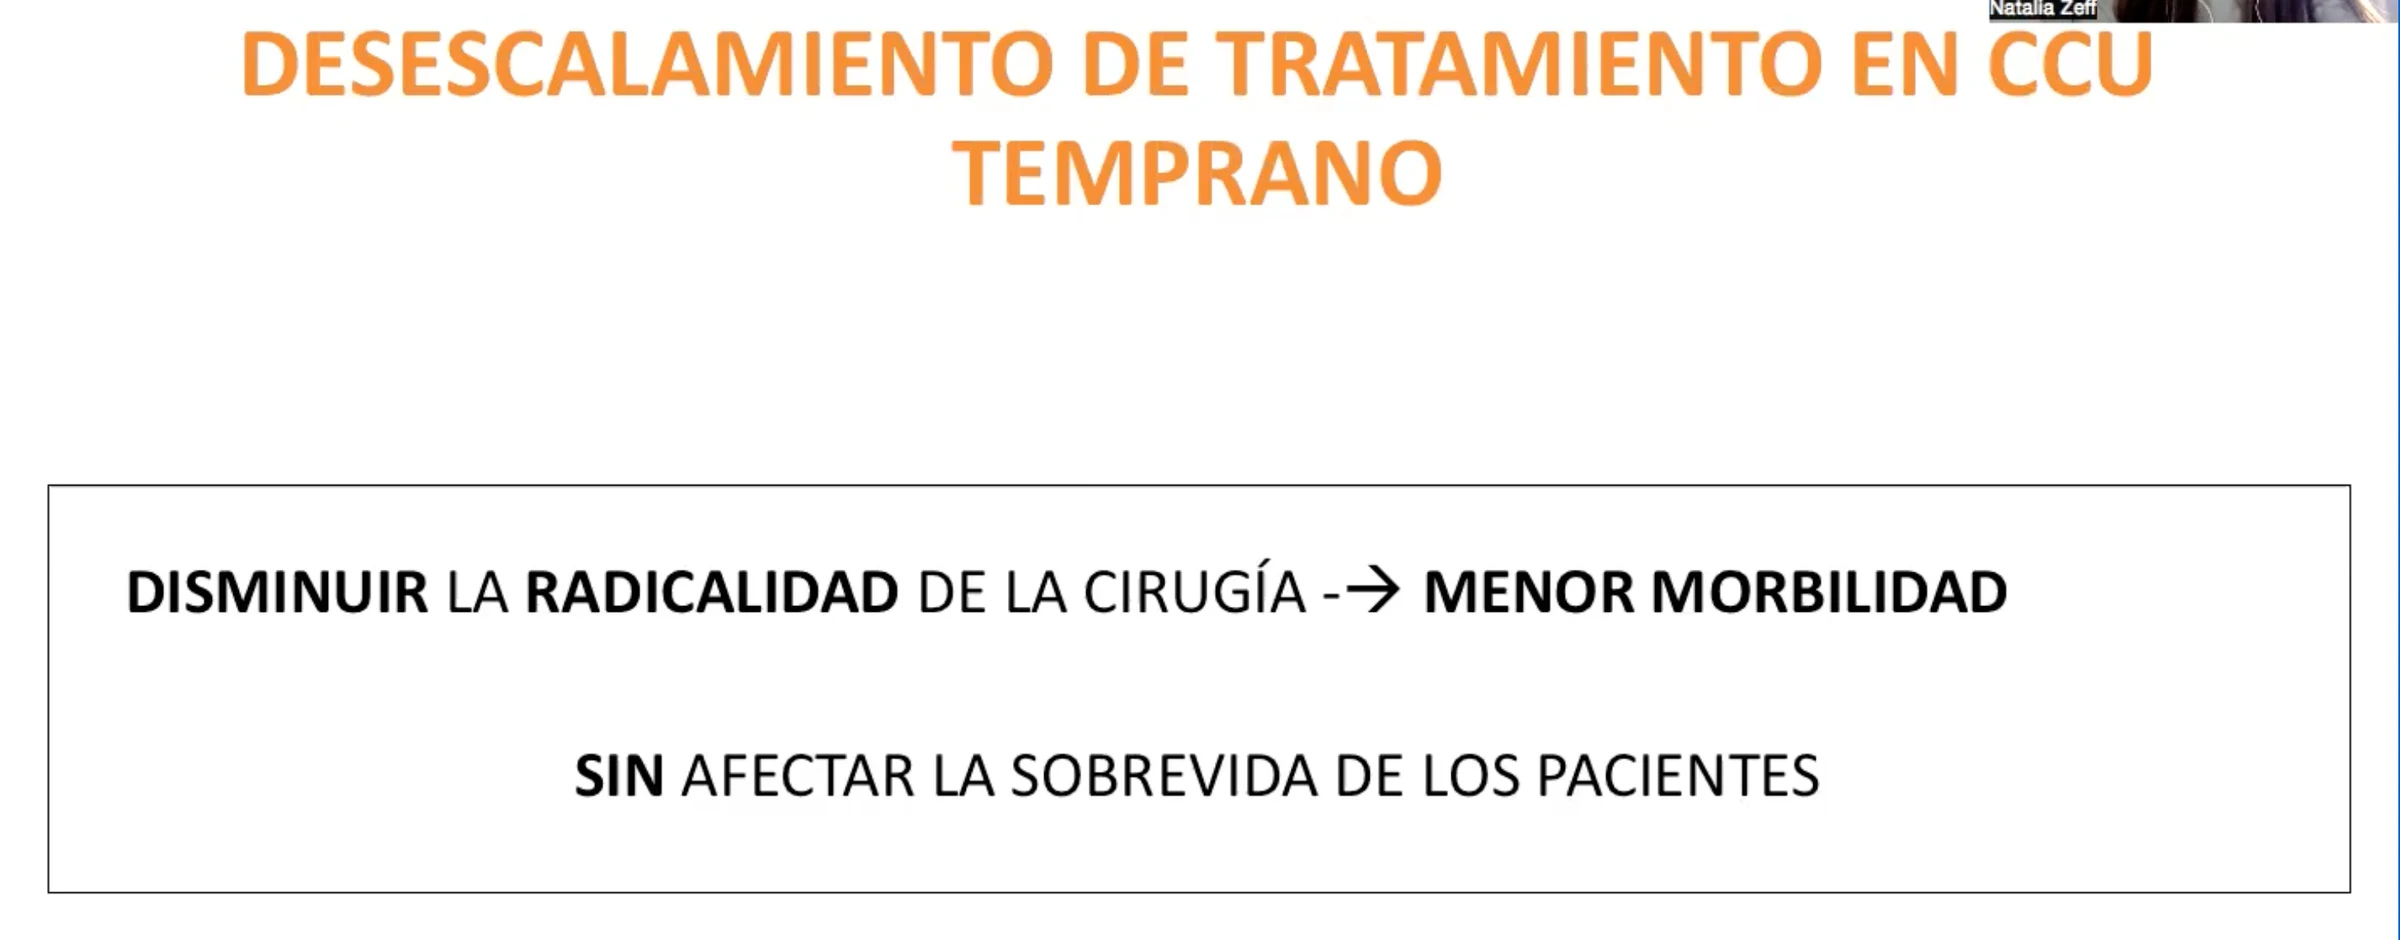 Natalia Zeff
DESESCALAMIENTO DE TRATAMIENTO EN CCU
TEMPRANO
DISMINUIR LA RADICALIDAD DE LA CIRUGÍA -→ MENOR MORBILIDAD
SIN AFECTAR LA SOBREVIDA DE LOS PACIENTES